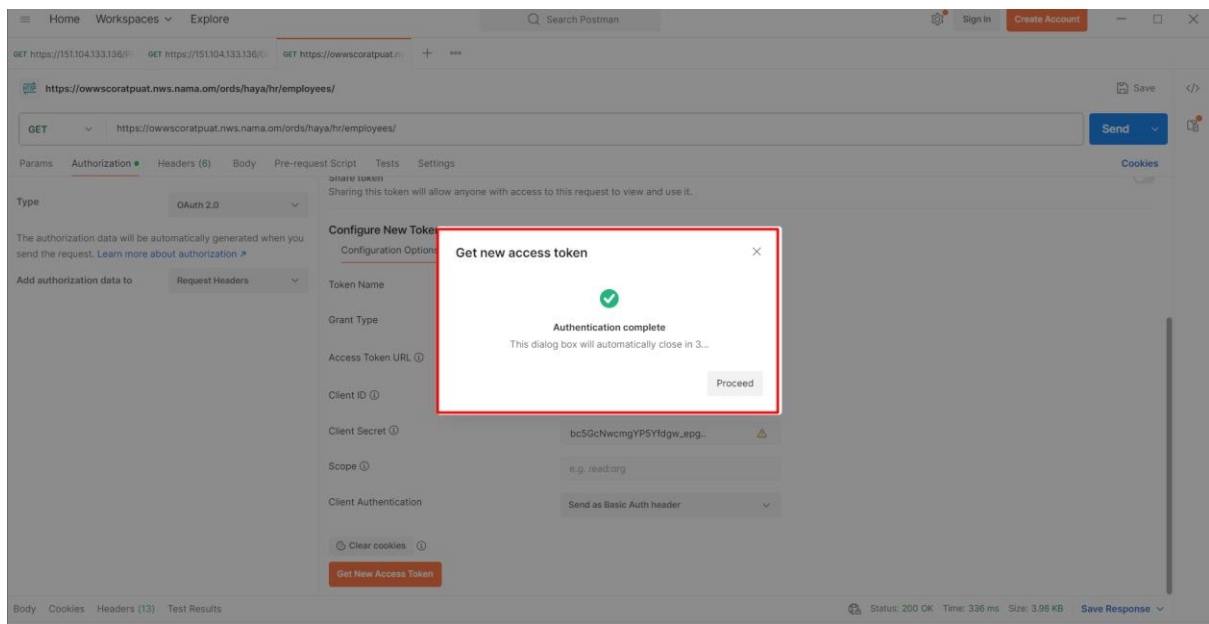 Home Workspaces Explore Search Postman Sign In Create Account
GET https://151.104.133.136/ GET https://151.104.133.136/ GET https://owwscoratpuat.n
https://owwscoratpuat.nws.nama.om/ords/haya/hr/employees/ Save
GET https://owwscoratpuat.nws.nama.om/ords/haya/hr/employees/ Send
Params Authorization Headers (6) Body Pre-request Script Tests Settings Cookies
Share token
Sharing this token will allow anyone with access to this request to view and use it.
Type OAuth 2.0
The authorization data will be automatically generated when you
send the request. Learn more about authorization ↗
Add authorization data to Request Headers
Configure New Token
Configuration Options
Token Name
Grant Type
Access Token URL
Client ID
Client Secret bc5GcNwcmgYP5Yfdgw_epg..
Scope e.g. read:org
Client Authentication Send as Basic Auth header
Clear cookies
Get New Access Token
Get new access token
Authentication complete
This dialog box will automatically close in 3...
Proceed
Body Cookies Headers (13) Test Results Status: 200 OK Time: 336 ms Size: 3.98 KB Save Response